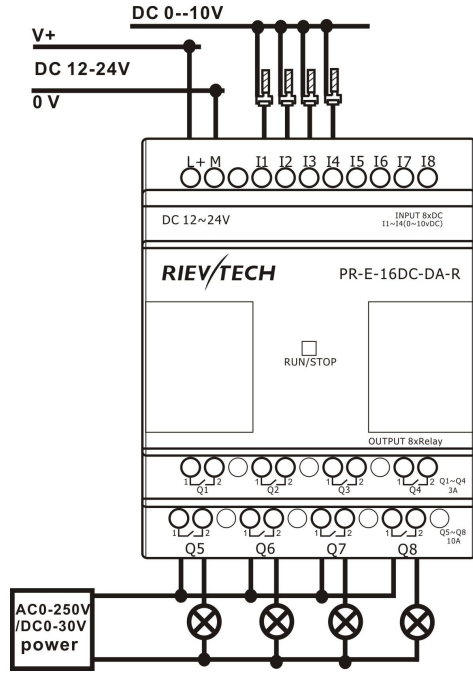 DC 0--10V
V+
DC 12-24V
0 V
L+ M I1 I2 I3 I4 I5 I6 I7 I8
DC 12~24V
INPUT 8xDC
I1~I4(0~10vDC)
RIEVTECH
PR-E-16DC-DA-R
RUN/STOP
OUTPUT 8xRelay
1 2 1 2 1 2 1 2
Q1 Q2 Q3 Q4
Q1~Q4
3A
1 2 1 2 1 2 1 2
Q5 Q6 Q7 Q8
Q5~Q8
10A
AC0-250V
/DC0-30V
power